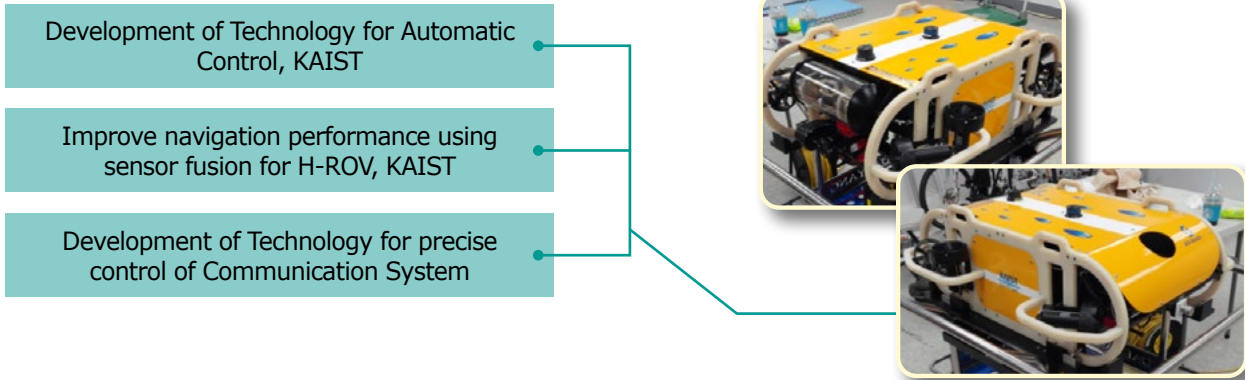 Development of Technology for Automatic
Control, KAIST
Improve navigation performance using
sensor fusion for H-ROV, KAIST
Development of Technology for precise
control of Communication System
KAIST